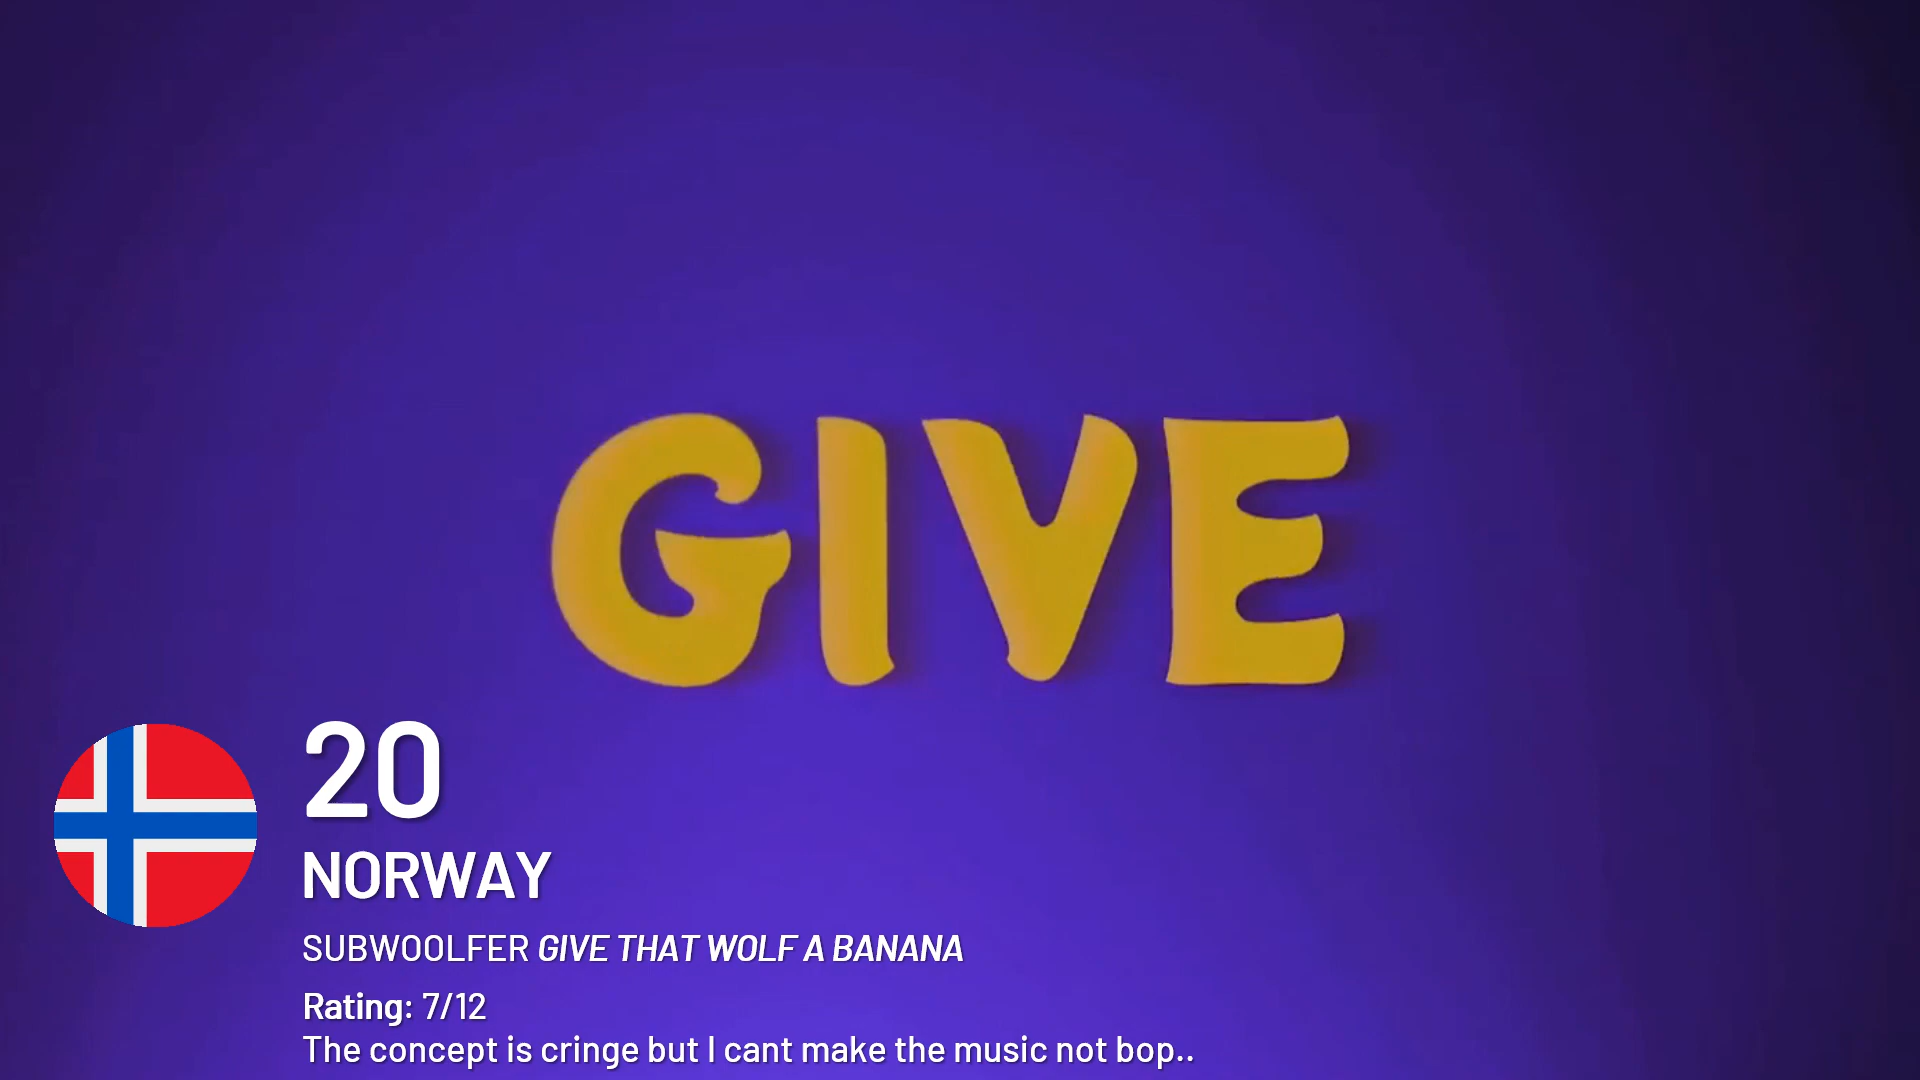 GIVE
20
NORWAY
SUBWOOLFER GIVE THAT WOLF A BANANA
Rating: 7/12
The concept is cringe but I cant make the music not bop..